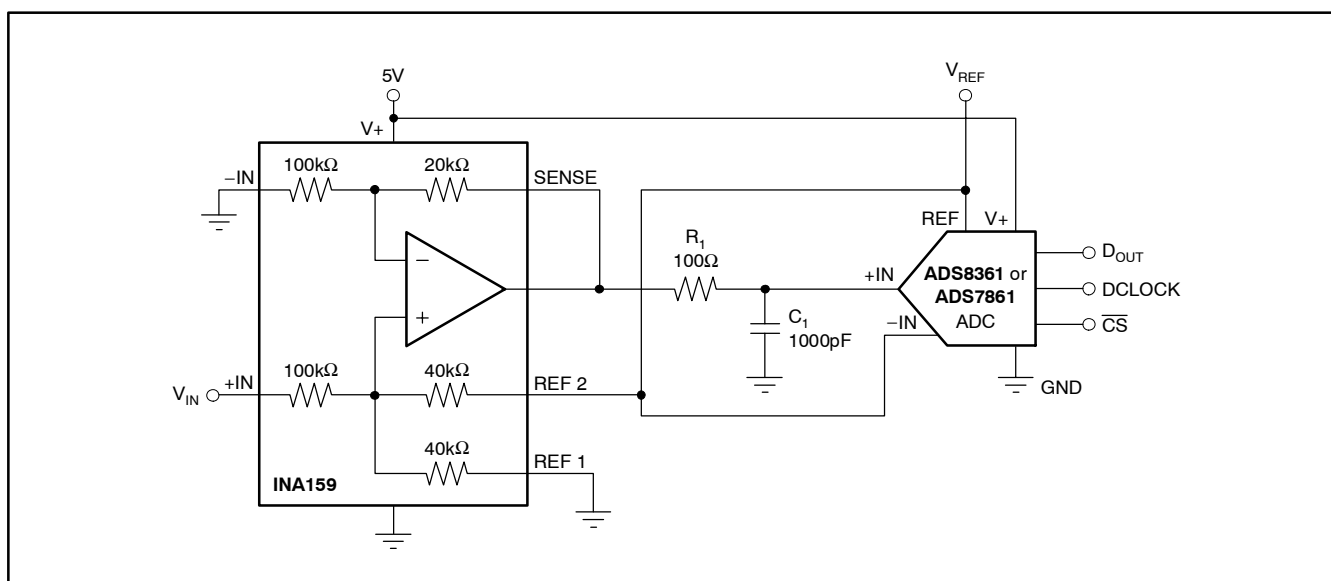 5V
V+
100kΩ
20kΩ
−IN
SENSE
−
+
100kΩ
40kΩ
VIN
+IN
REF 2
40kΩ
REF 1
INA159
R1
100Ω
C1
1000pF
VREF
REF
V+
+IN
−IN
ADS8361 or
ADS7861
ADC
DOUT
DCLOCK
C̅S̅
GND